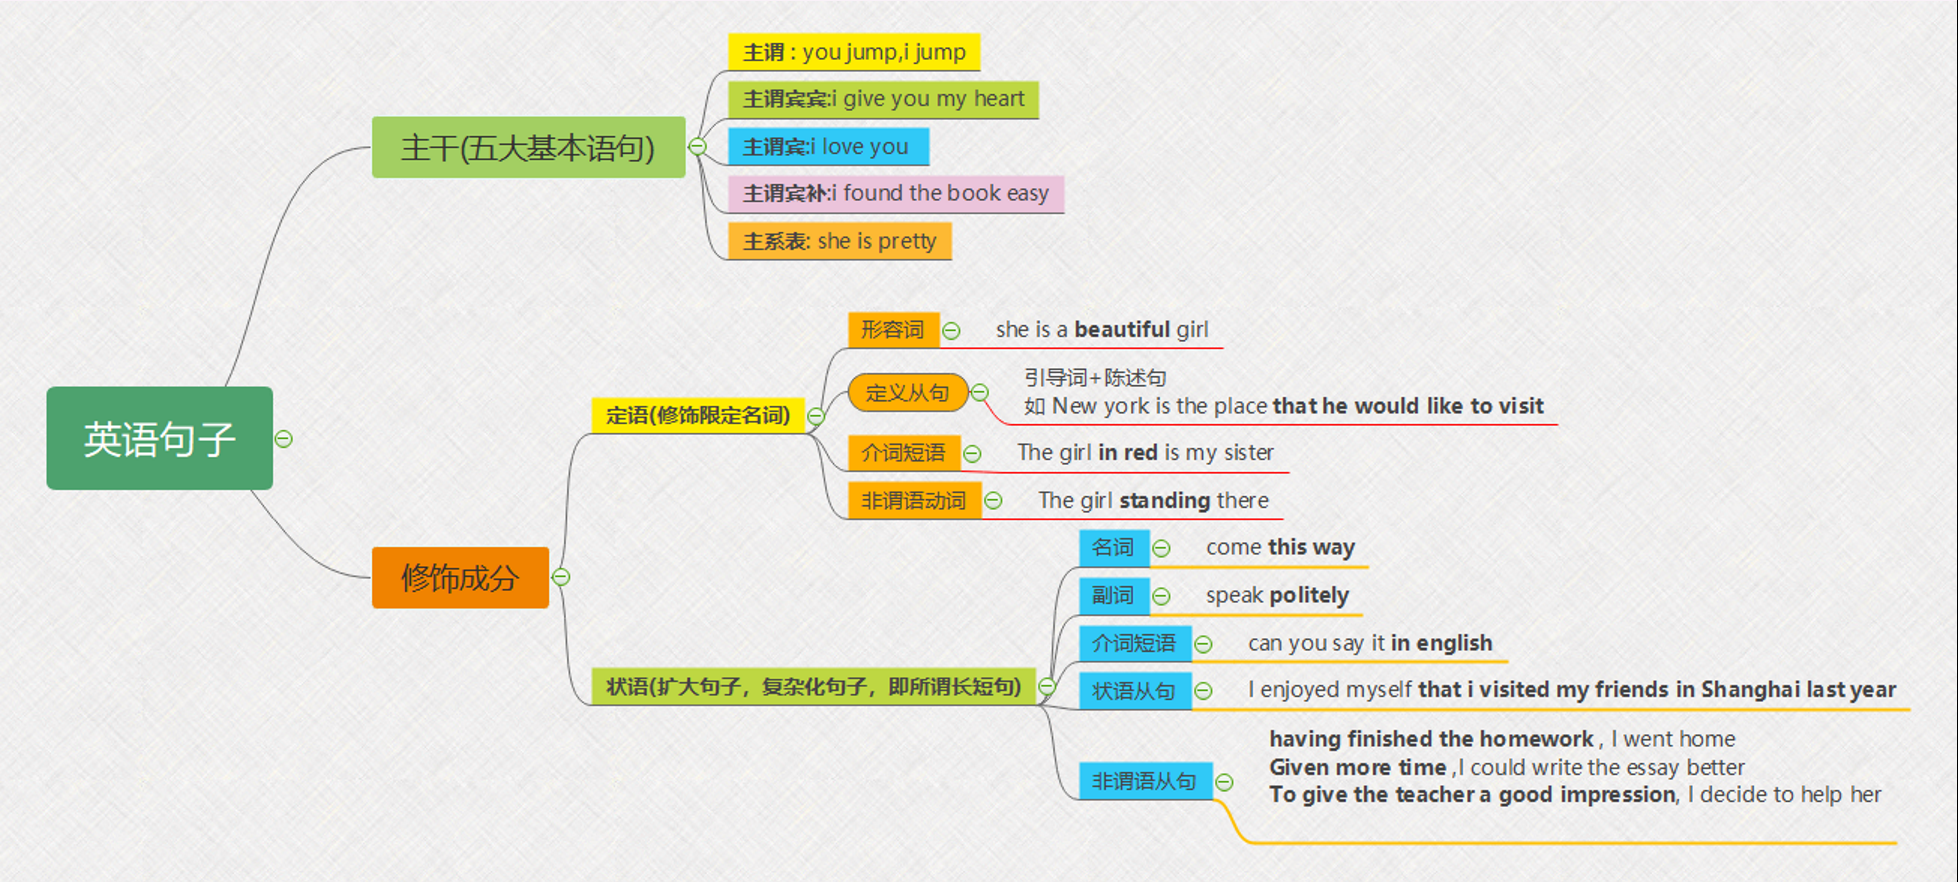 英语句子
主干(五大基本语句)
主谓 : you jump,i jump
主谓宾宾:i give you my heart
主谓宾:i love you
主谓宾补:i found the book easy
主系表: she is pretty
修饰成分
定语(修饰限定名词)
形容词
she is a beautiful girl
定义从句
引导词+陈述句
如 New york is the place that he would like to visit
介词短语
The girl in red is my sister
非谓语动词
The girl standing there
状语(扩大句子，复杂化句子，即所谓长短句)
名词
come this way
副词
speak politely
介词短语
can you say it in english
状语从句
I enjoyed myself that i visited my friends in Shanghai last year
非谓语从句
having finished the homework , I went home
Given more time ,I could write the essay better
To give the teacher a good impression, I decide to help her